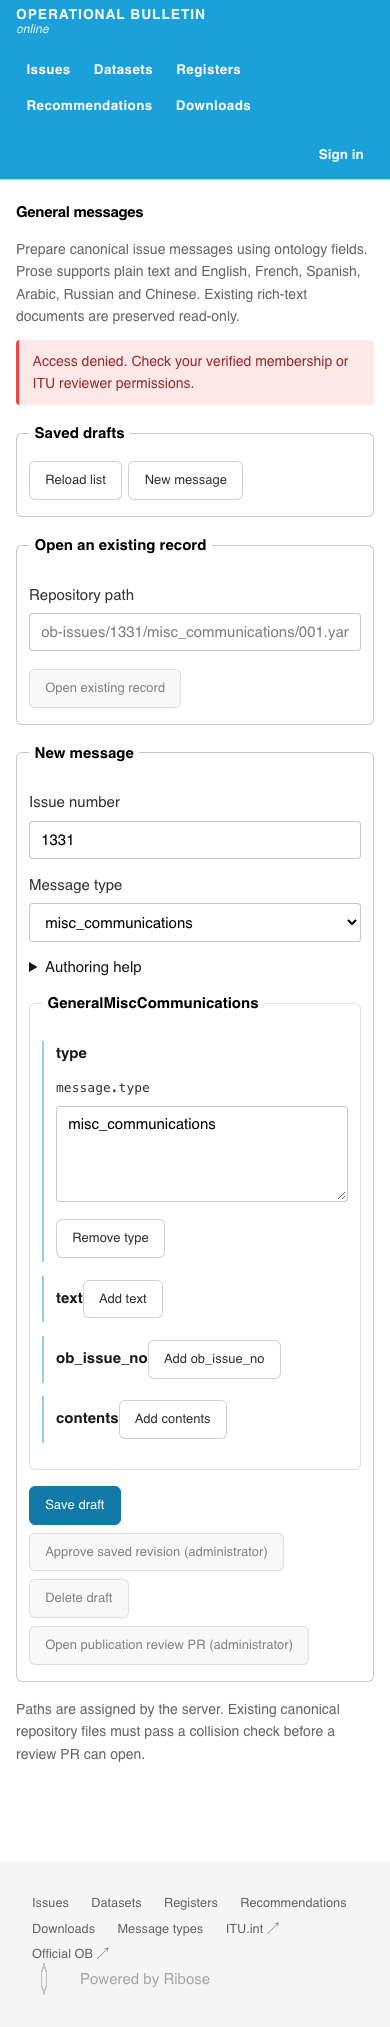 OPERATIONAL BULLETIN
online
Issues Datasets Registers
Recommendations Downloads
Sign in
General messages
Prepare canonical issue messages using ontology fields.
Prose supports plain text and English, French, Spanish,
Arabic, Russian and Chinese. Existing rich-text
documents are preserved read-only.
Access denied. Check your verified membership or
ITU reviewer permissions.
Saved drafts
Reload list New message
Open an existing record
Repository path
ob-issues/1331/misc_communications/001.yar
Open existing record
New message
Issue number
1331
Message type
misc_communications
Authoring help
GeneralMiscCommunications
type
message.type
misc_communications
Remove type
text Add text
ob_issue_no Add ob_issue_no
contents Add contents
Save draft
Approve saved revision (administrator)
Delete draft
Open publication review PR (administrator)
Paths are assigned by the server. Existing canonical
repository files must pass a collision check before a
review PR can open.
Issues Datasets Registers Recommendations
Downloads Message types ITU.int ↗
Official OB ↗
Powered by Ribose